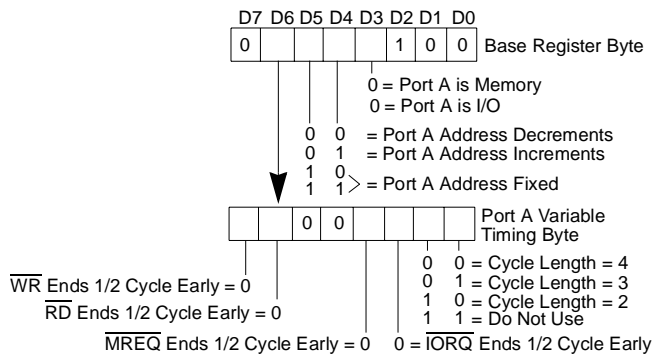 D7 D6 D5 D4 D3 D2 D1 D0
0 1 0 0 Base Register Byte
0 = Port A is Memory
0 = Port A is I/O
0 0 = Port A Address Decrements
0 1 = Port A Address Increments
1 0
1 1 > = Port A Address Fixed
0 0 Port A Variable
Timing Byte
0 0 = Cycle Length = 4
W̅R̅ Ends 1/2 Cycle Early = 0 0 1 = Cycle Length = 3
R̅D̅ Ends 1/2 Cycle Early = 0 1 0 = Cycle Length = 2
1 1 = Do Not Use
M̅R̅E̅Q̅ Ends 1/2 Cycle Early = 0 0 = I̅O̅R̅Q̅ Ends 1/2 Cycle Early